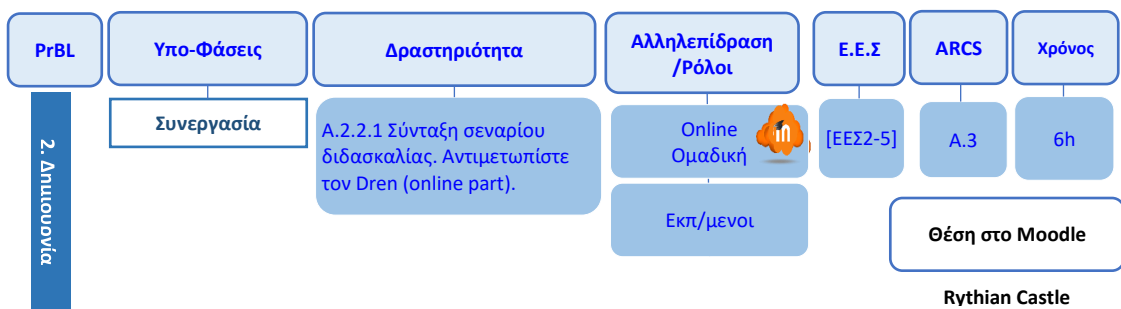 PrBL
Υπο-Φάσεις
Δραστηριότητα
Αλληλεπίδραση
/Ρόλοι
Ε.Ε.Σ
ARCS
Χρόνος
2. Δημιουργία
Συνεργασία
Α.2.2.1 Σύνταξη σεναρίου
διδασκαλίας. Αντιμετωπίστε
τον Dren (online part).
Online
Ομαδική
in
[ΕΕΣ2-5]
Α.3
6h
Εκπ/μενοι
Θέση στο Moodle
Rythian Castle